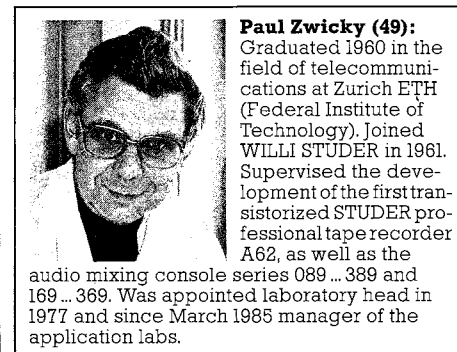 Paul Zwicky (49):
Graduated 1960 in the
field of telecommuni-
cations at Zurich ETH
(Federal Institute of
Technology). Joined
WILLI STUDER in 1961.
Supervised the deve-
lopment of the first tran-
sistorized STUDER pro-
fessional tape recorder
A62, as well as the
audio mixing console series 089 ... 389 and
169 ... 369. Was appointed laboratory head in
1977 and since March 1985 manager of the
application labs.